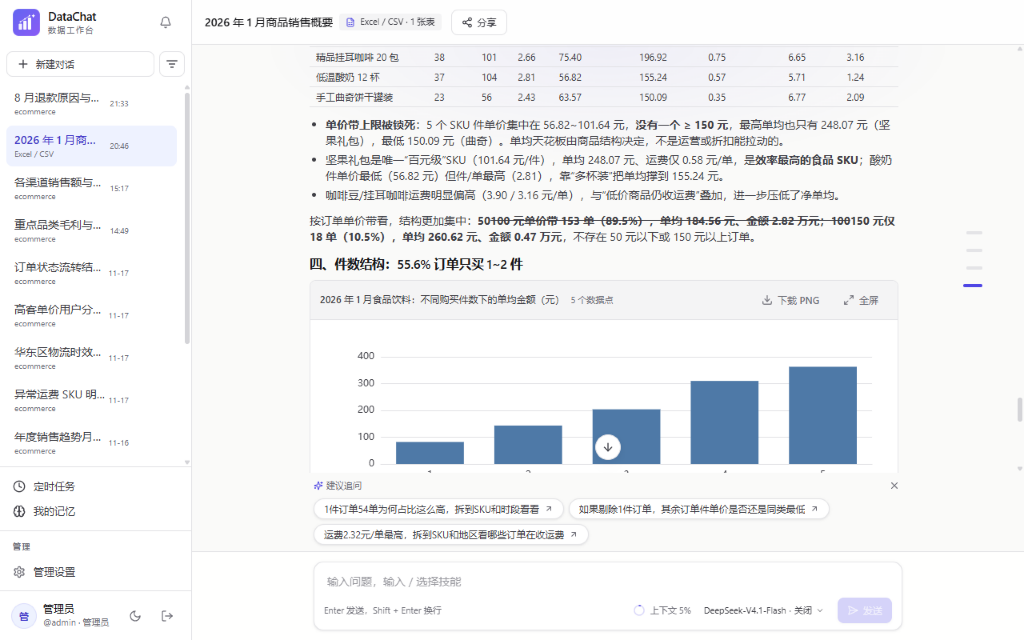 DataChat
数据工作台
新建对话
8 月退款原因与... 21:33
ecommerce
2026 年 1 月商... 20:46
Excel / CSV
各渠道销售额与... 15:17
ecommerce
重点品类毛利与... 14:49
ecommerce
订单状态流转结... 11-17
ecommerce
高客单价用户分... 11-17
ecommerce
华东区物流时效... 11-17
ecommerce
异常运费 SKU 明... 11-17
ecommerce
年度销售趋势月... 11-16
ecommerce
定时任务
我的记忆
管理
管理设置
管 管理员
@admin · 管理员
2026 年 1 月商品销售概要 Excel / CSV · 1 张表 分享
精品挂耳咖啡 20 包 38 101 2.66 75.40 196.92 0.75 6.65 3.16
低温酸奶 12 杯 37 104 2.81 56.82 155.24 0.57 5.71 1.24
手工曲奇饼干罐装 23 56 2.43 63.57 150.09 0.35 6.77 2.09
• 单价带上限被锁死：5 个 SKU 件单价集中在 56.82~101.64 元，没有一个 ≥ 150 元，最高单均也只有 248.07 元（坚
果礼包），最低 150.09 元（曲奇）。单均天花板由商品结构决定，不是运营或折扣能拉动的。
• 坚果礼包是唯一“百元级”SKU（101.64 元/件），单均 248.07、运费仅 0.58 元/单，是效率最高的食品 SKU；酸奶
件单价最低（56.82 元）但件/单最高（2.81），靠“多杯装”把单均撑到 155.24 元。
• 咖啡豆/挂耳咖啡运费明显偏高（3.90 / 3.16 元/单），与“低价商品仍收运费”叠加，进一步压低了净单均。
按订单单价带看，结构更加集中：50100 元单价带 153 单（89.5%），单均 184.56 元、金额 2.82 万元；100150 元仅
18 单（10.5%），单均 260.62 元、金额 0.47 万元，不存在 50 元以下或 150 元以上订单。
四、件数结构：55.6% 订单只买 1~2 件
2026 年 1 月食品饮料：不同购买件数下的单均金额（元） 5 个数据点 下载 PNG 全屏
400
300
200
100
0
建议追问
1件订单54单为何占比这么高，拆到SKU和时段看看
如果剔除1件订单，其余订单件单价是否还是同类最低
运费2.32元/单最高，拆到SKU和地区看哪些订单在收运费
输入问题，输入 / 选择技能
Enter 发送，Shift + Enter 换行 上下文 5% DeepSeek-V4.1-Flash · 关闭 发送